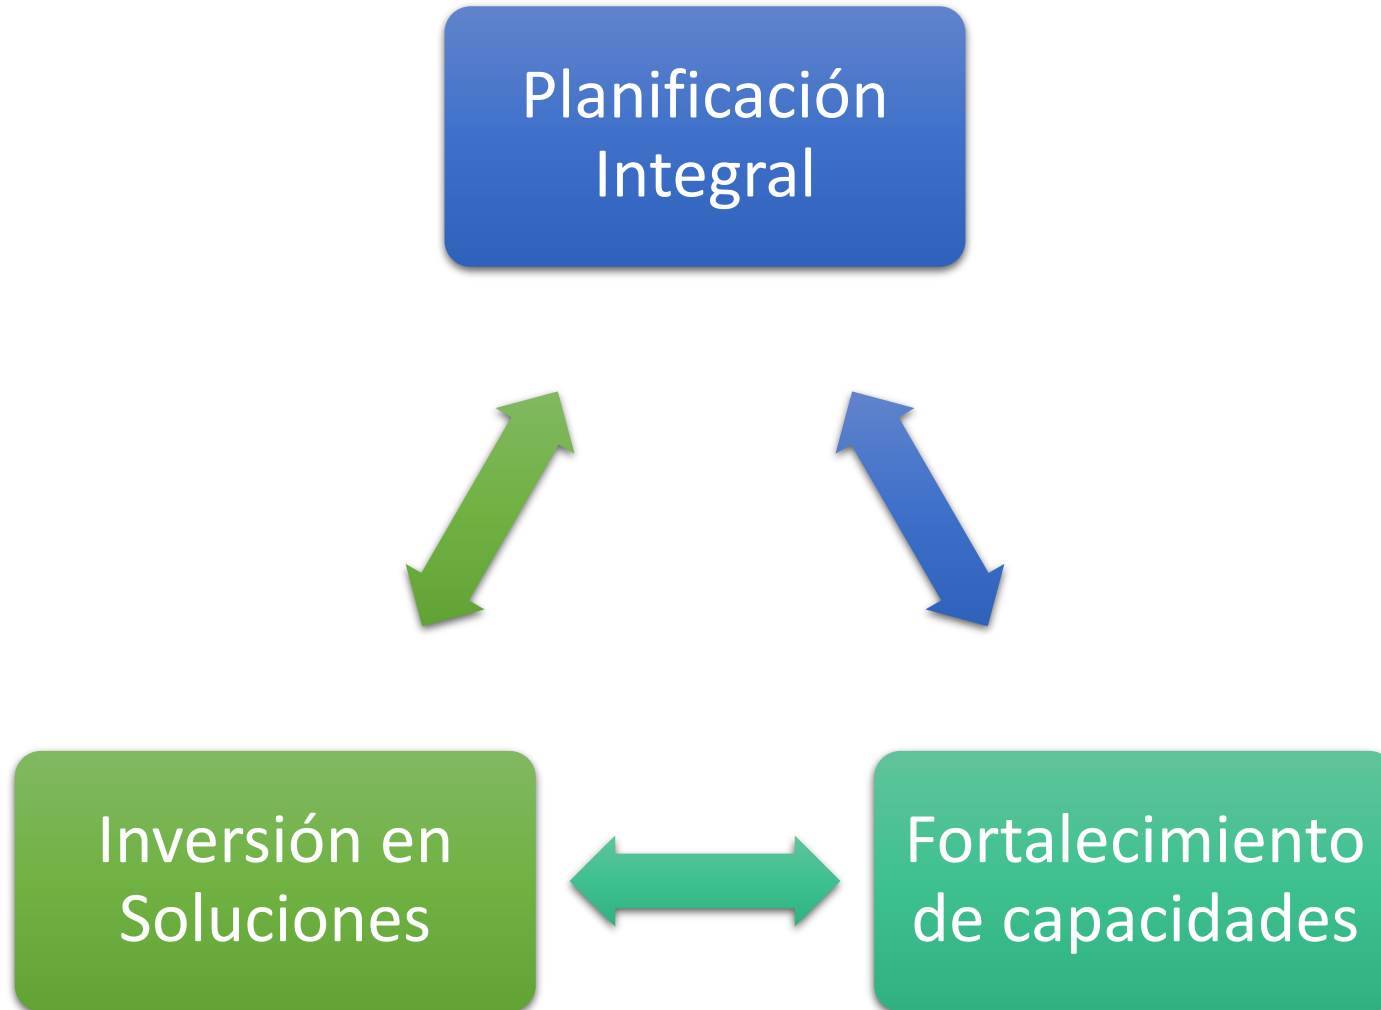 Planificación
Integral
Inversión en
Soluciones
Fortalecimiento
de capacidades